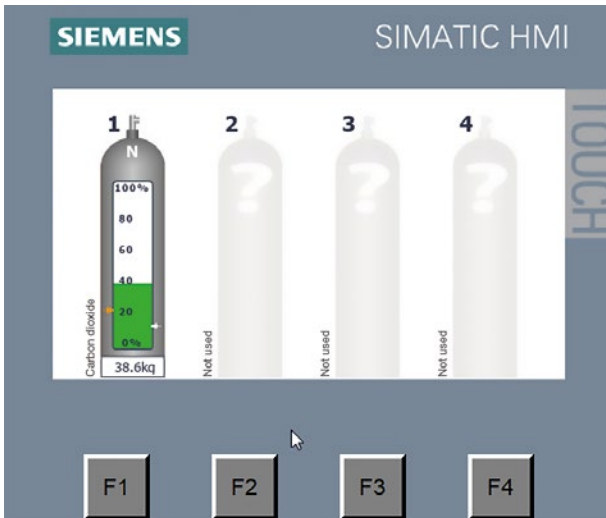 SIEMENS
SIMATIC HMI
TOUCH
1
2
3
4
N
?
?
?
100%
80
60
40
20
0%
Carbon dioxide
Not used
Not used
Not used
38.6kg
F1
F2
F3
F4